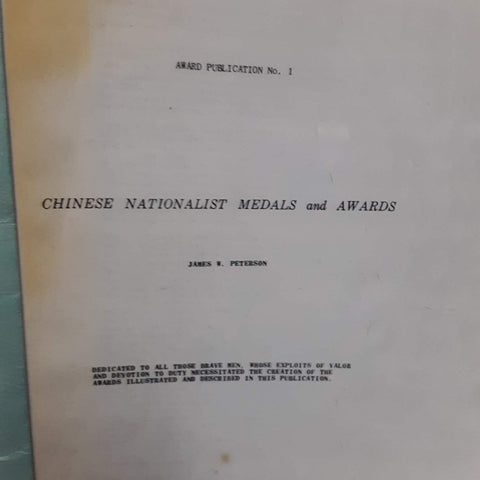 AWARD PUBLICATION No. 1
CHINESE NATIONALIST MEDALS and AWARDS
JAMES W. PETERSON
DEDICATED TO ALL THOSE BRAVE MEN, WHOSE EXPLOITS OF VALOR
AND DEVOTION TO DUTY NECESSITATED THE CREATION OF THE
AWARDS ILLUSTRATED AND DESCRIBED IN THIS PUBLICATION.